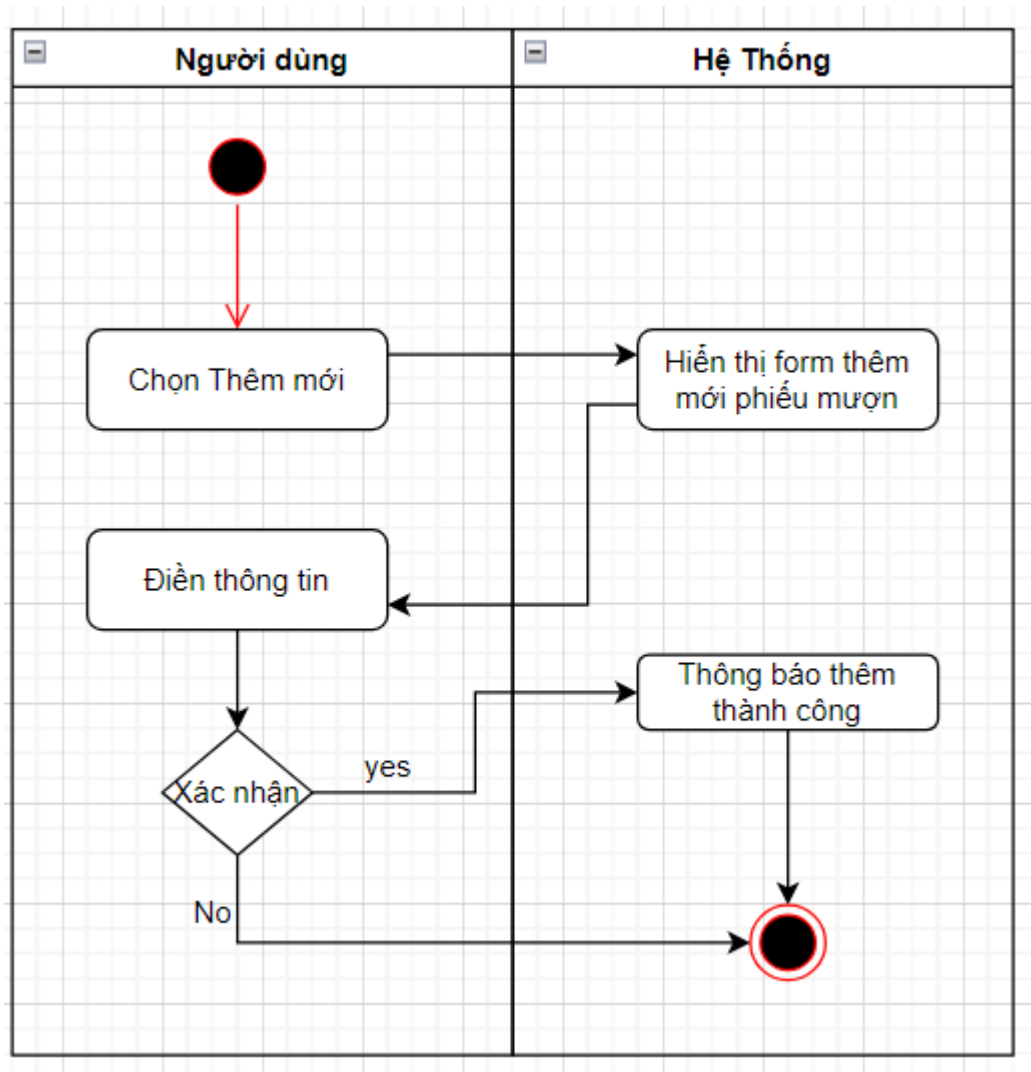 Người dùng
Hệ Thống
Chọn Thêm mới
Hiển thị form thêm
mới phiếu mượn
Điền thông tin
Thông báo thêm
thành công
Xác nhận
yes
No